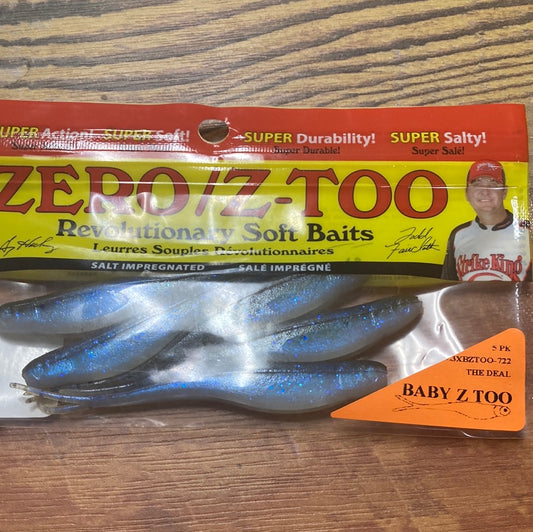 SUPER Action! SUPER Soft! SUPER Durability! SUPER Salty!
Super Durable! Super Salé!
ZERO/Z-TOO
Revolutionary Soft Baits
Leurres Souples Révolutionnaires
SALT IMPREGNATED SALÉ IMPRÉGNÉ
Strike King
5 PK
3XBZTOO-722
THE DEAL
BABY Z TOO